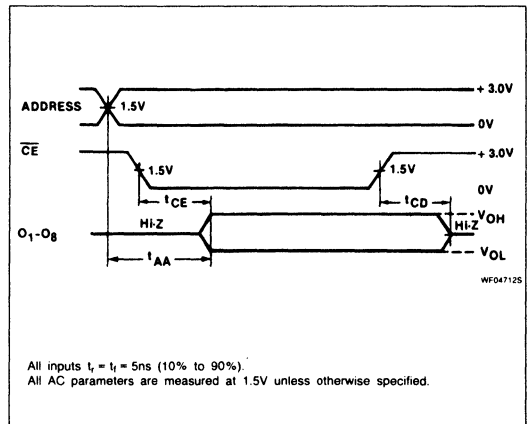 + 3.0V
ADDRESS 1.5V
0V
CE + 3.0V
1.5V 1.5V
0V
tCE tCD
Hi-Z VOH
O1-O8 Hi-Z
VOL
tAA
WF04712S
All inputs tr = tf = 5ns (10% to 90%).
All AC parameters are measured at 1.5V unless otherwise specified.